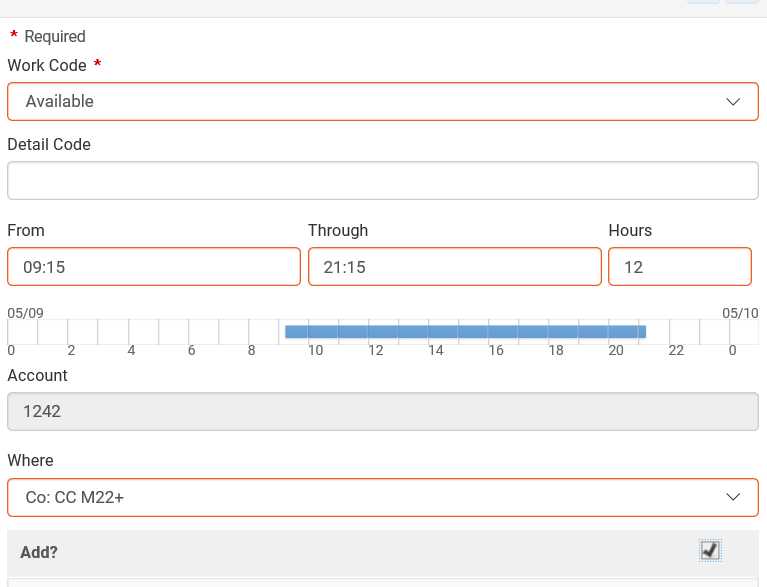 * Required
Work Code *
Available
Detail Code
From Through Hours
09:15 21:15 12
05/09 05/10
0 2 4 6 8 10 12 14 16 18 20 22 0
Account
1242
Where
Co: CC M22+
Add?